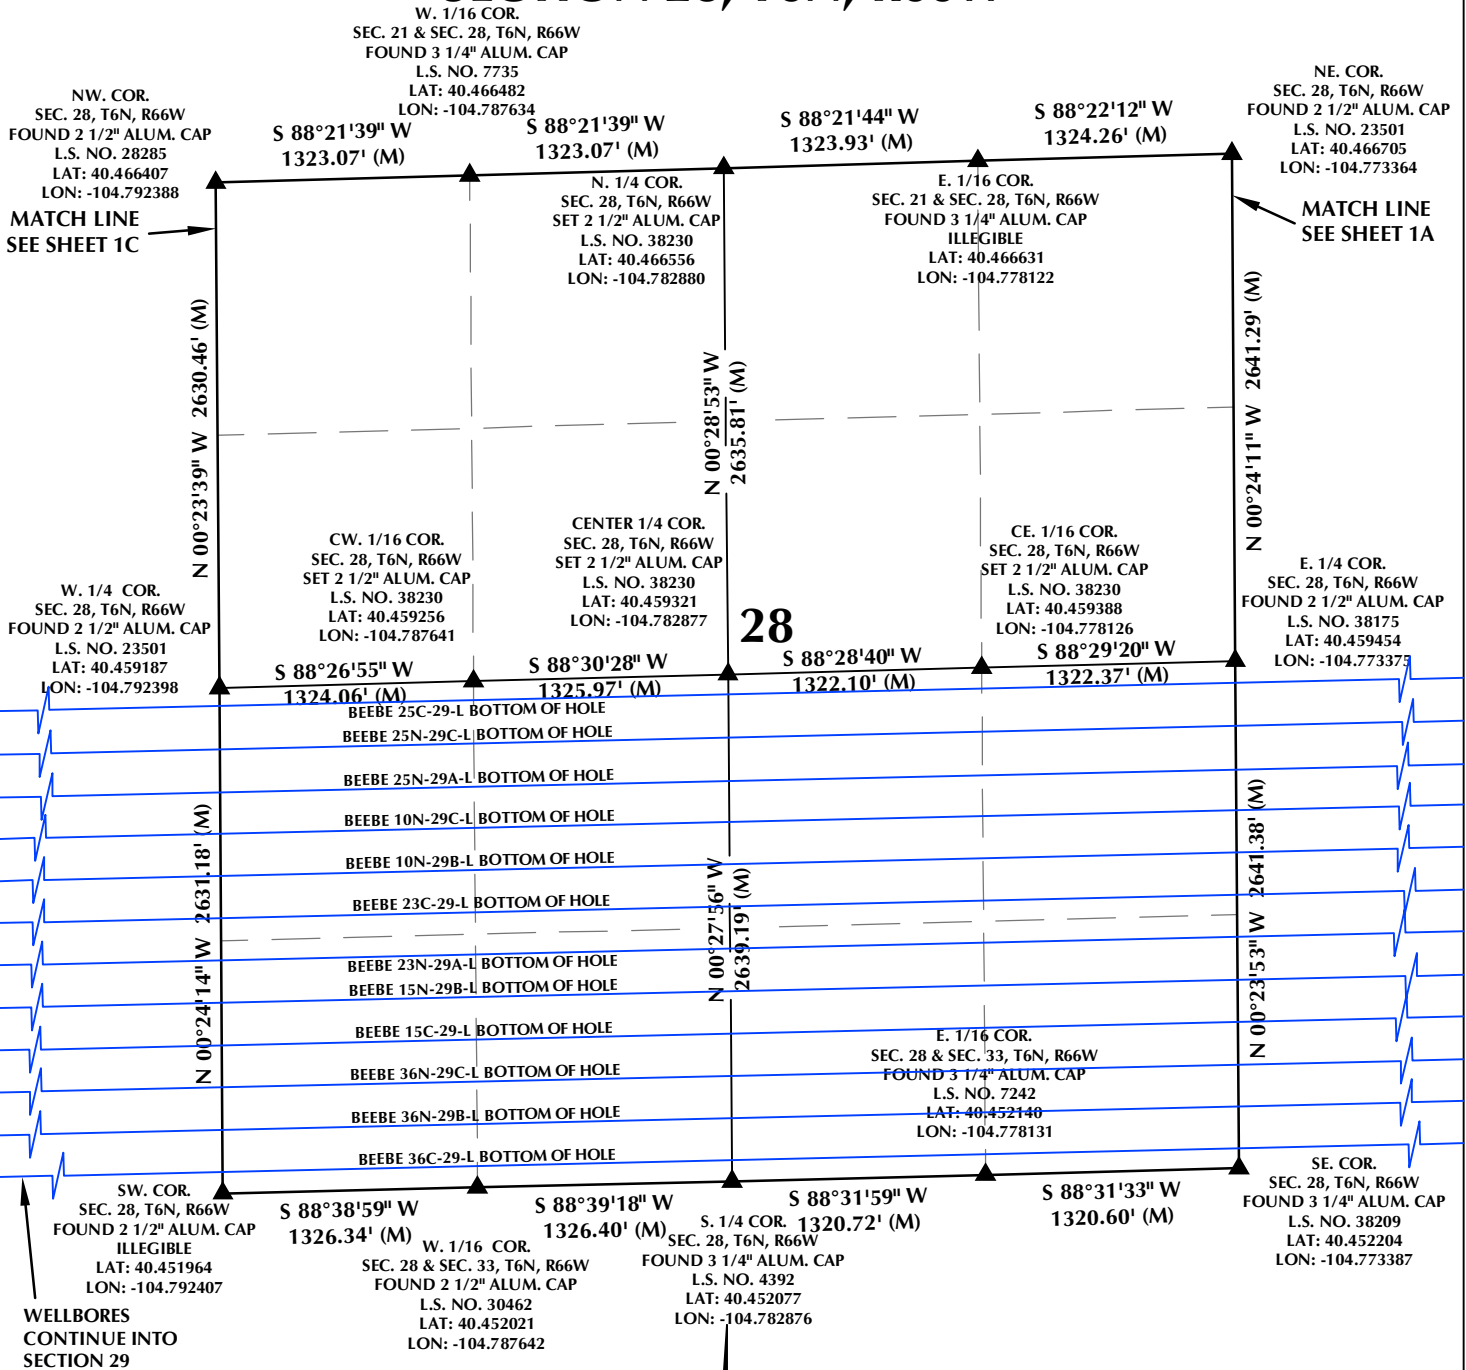 W. 1/16 COR.
SEC. 21 & SEC. 28, T6N, R66W
FOUND 3 1/4" ALUM. CAP
L.S. NO. 7735
LAT: 40.466482
LON: -104.787634
NW. COR.
SEC. 28, T6N, R66W
FOUND 2 1/2" ALUM. CAP
L.S. NO. 28285
LAT: 40.466407
LON: -104.792388
NE. COR.
SEC. 28, T6N, R66W
FOUND 2 1/2" ALUM. CAP
L.S. NO. 23501
LAT: 40.466705
LON: -104.773364
S 88°21'39" W
1323.07' (M)
S 88°21'39" W
1323.07' (M)
S 88°21'44" W
1323.93' (M)
S 88°22'12" W
1324.26' (M)
MATCH LINE
SEE SHEET 1C
N. 1/4 COR.
SEC. 28, T6N, R66W
SET 2 1/2" ALUM. CAP
L.S. NO. 38230
LAT: 40.466556
LON: -104.782880
E. 1/16 COR.
SEC. 21 & SEC. 28, T6N, R66W
FOUND 3 1/4" ALUM. CAP
ILLEGIBLE
LAT: 40.466631
LON: -104.778122
MATCH LINE
SEE SHEET 1A
N 00°23'39" W 2630.46' (M)
N 00°28'53" W
2635.81' (M)
N 00°24'11" W 2641.29' (M)
W. 1/4 COR.
SEC. 28, T6N, R66W
FOUND 2 1/2" ALUM. CAP
L.S. NO. 23501
LAT: 40.459187
LON: -104.792398
CW. 1/16 COR.
SEC. 28, T6N, R66W
SET 2 1/2" ALUM. CAP
L.S. NO. 38230
LAT: 40.459256
LON: -104.787641
CENTER 1/4 COR.
SEC. 28, T6N, R66W
SET 2 1/2" ALUM. CAP
L.S. NO. 38230
LAT: 40.459321
LON: -104.782877
28
CE. 1/16 COR.
SEC. 28, T6N, R66W
SET 2 1/2" ALUM. CAP
L.S. NO. 38230
LAT: 40.459388
LON: -104.778126
E. 1/4 COR.
SEC. 28, T6N, R66W
FOUND 2 1/2" ALUM. CAP
L.S. NO. 38175
LAT: 40.459454
LON: -104.773375
S 88°26'55" W
1324.06' (M)
S 88°30'28" W
1325.97' (M)
S 88°28'40" W
1322.10' (M)
S 88°29'20" W
1322.37' (M)
BEEBE 25C-29-L BOTTOM OF HOLE
BEEBE 25N-29C-L BOTTOM OF HOLE
BEEBE 25N-29A-L BOTTOM OF HOLE
BEEBE 10N-29C-L BOTTOM OF HOLE
BEEBE 10N-29B-L BOTTOM OF HOLE
BEEBE 23C-29-L BOTTOM OF HOLE
BEEBE 23N-29A-L BOTTOM OF HOLE
BEEBE 15N-29B-L BOTTOM OF HOLE
BEEBE 15C-29-L BOTTOM OF HOLE
BEEBE 36N-29C-L BOTTOM OF HOLE
BEEBE 36N-29B-L BOTTOM OF HOLE
BEEBE 36C-29-L BOTTOM OF HOLE
N 00°24'14" W 2631.18' (M)
N 00°27'56" W
2639.19' (M)
N 00°23'53" W 2641.38' (M)
E. 1/16 COR.
SEC. 28 & SEC. 33, T6N, R66W
FOUND 3 1/4" ALUM. CAP
L.S. NO. 7242
LAT: 40.452140
LON: -104.778131
SW. COR.
SEC. 28, T6N, R66W
FOUND 2 1/2" ALUM. CAP
ILLEGIBLE
LAT: 40.451964
LON: -104.792407
S 88°38'59" W
1326.34' (M)
S 88°39'18" W
1326.40' (M)
S 88°31'59" W
1320.72' (M)
S 88°31'33" W
1320.60' (M)
W. 1/16 COR.
SEC. 28 & SEC. 33, T6N, R66W
FOUND 2 1/2" ALUM. CAP
L.S. NO. 30462
LAT: 40.452021
LON: -104.787642
S. 1/4 COR.
SEC. 28, T6N, R66W
FOUND 3 1/4" ALUM. CAP
L.S. NO. 4392
LAT: 40.452077
LON: -104.782876
SE. COR.
SEC. 28, T6N, R66W
FOUND 3 1/4" ALUM. CAP
L.S. NO. 38209
LAT: 40.452204
LON: -104.773387
WELLBORES
CONTINUE INTO
SECTION 29